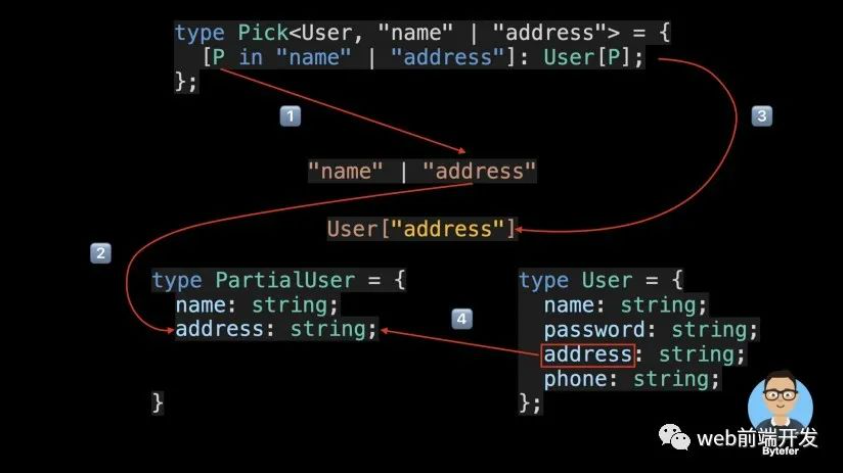 type Pick<User, "name" | "address"> = {
[P in "name" | "address"]: User[P];
};
1
3
"name" | "address"
User["address"]
2
type PartialUser = {
name: string;
address: string;
}
4
type User = {
name: string;
password: string;
address: string;
phone: string;
};
web前端开发
Bytefer